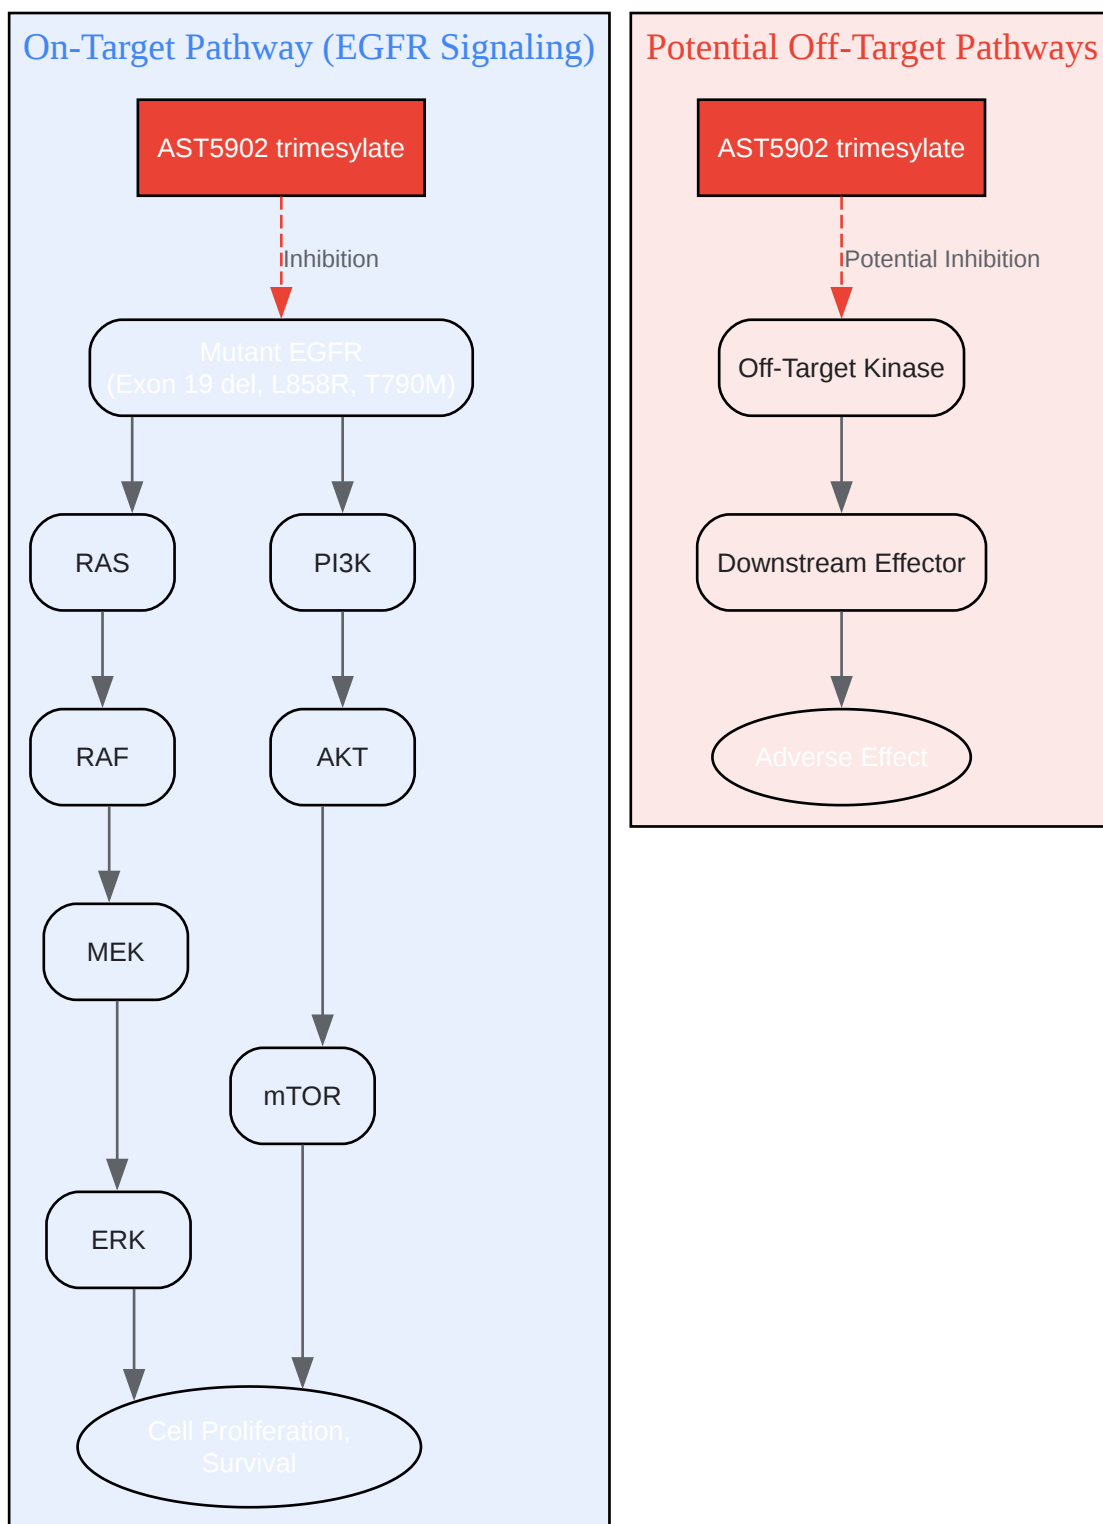 On-Target Pathway (EGFR Signaling)
AST5902 trimesylate
Inhibition
Mutant EGFR
(Exon 19 del, L858R, T790M)
RAS
PI3K
RAF
AKT
MEK
mTOR
ERK
Cell Proliferation,
Survival
Potential Off-Target Pathways
AST5902 trimesylate
Potential Inhibition
Off-Target Kinase
Downstream Effector
Adverse Effect